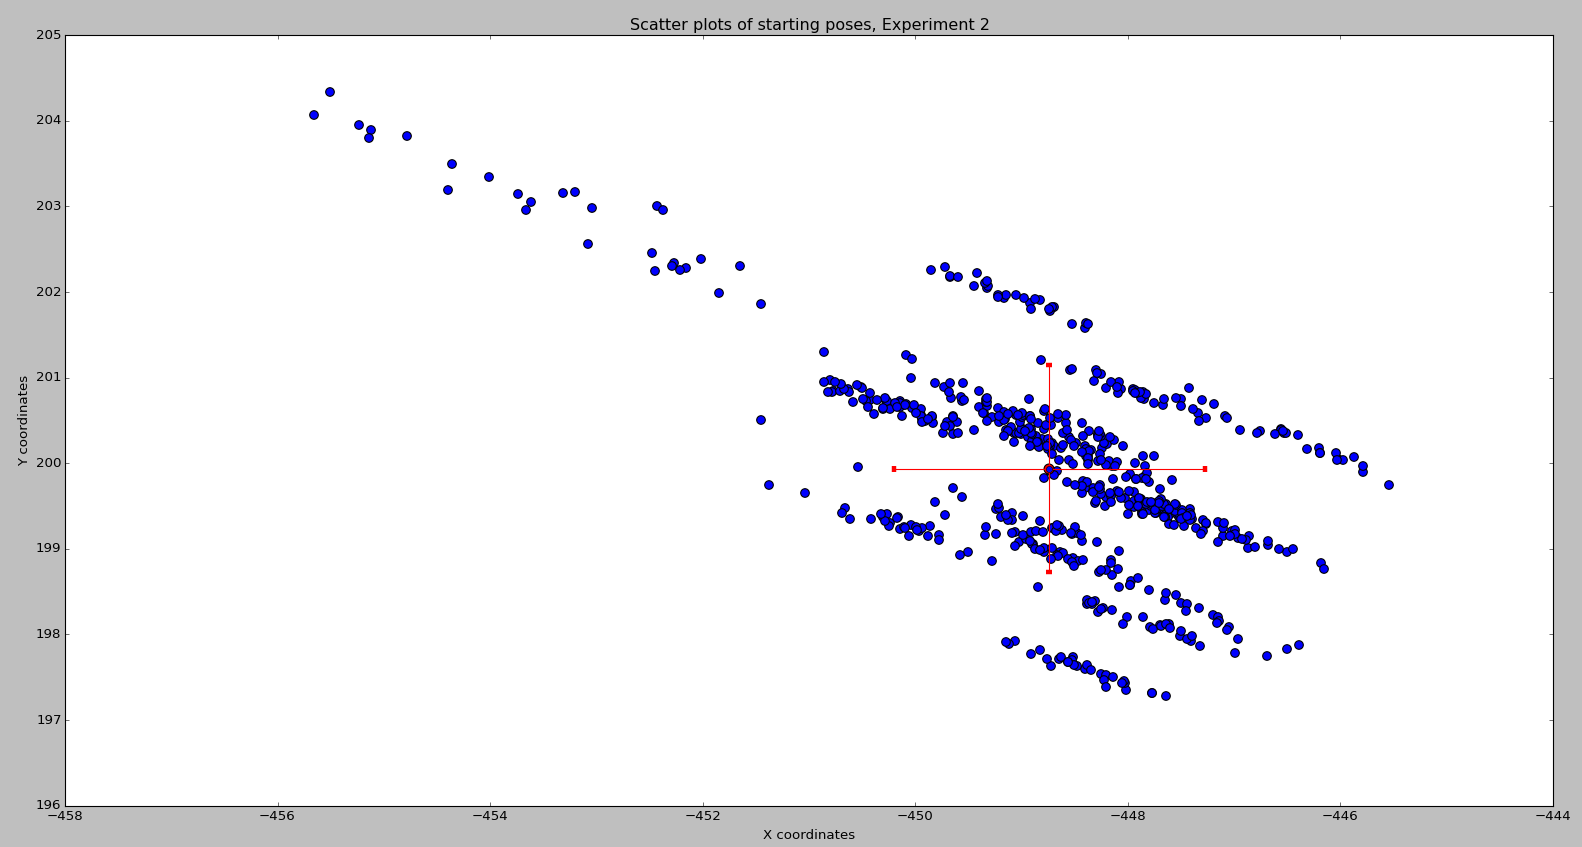 Scatter plots of starting poses, Experiment 2
205
204
203
202
201
200
199
198
197
196
Y coordinates
−458 −456 −454 −452 −450 −448 −446 −444
X coordinates